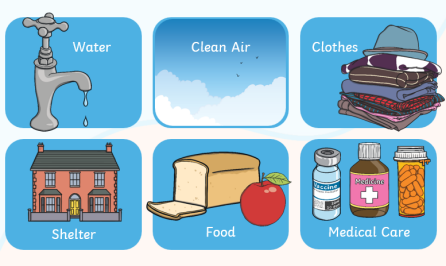 Water
Clean Air
Clothes
Shelter
Food
Vaccine
Medicine
Medical Care